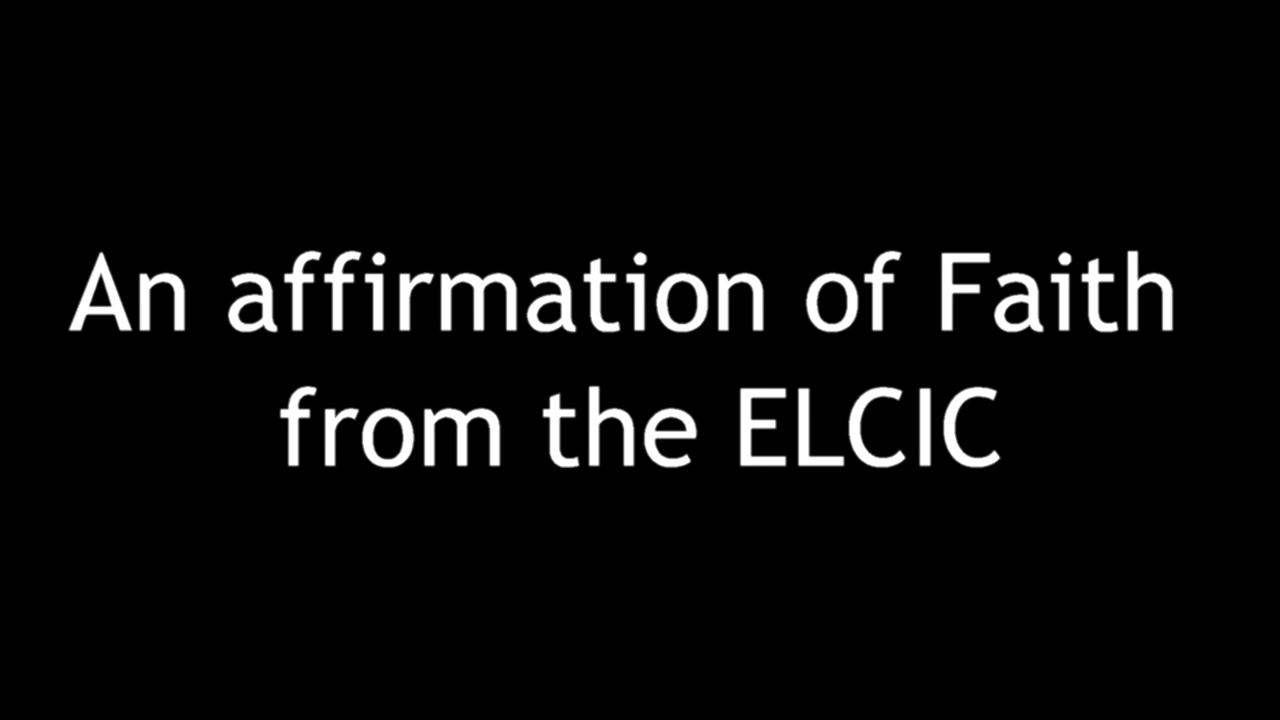 An affirmation of Faith
from the ELCIC